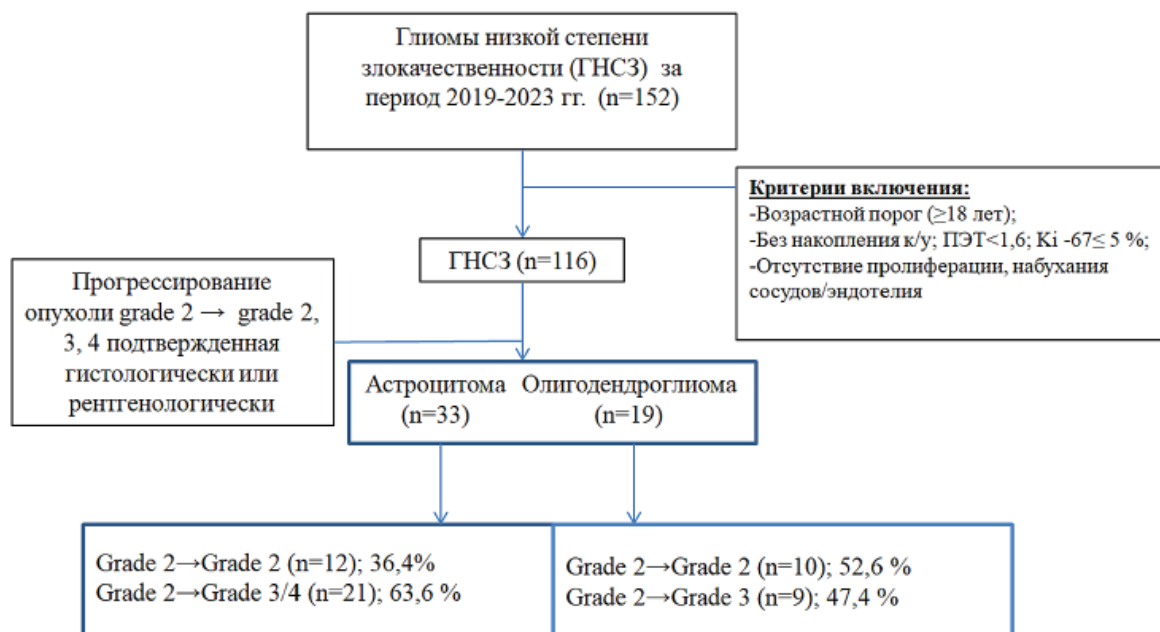 Глиомы низкой степени
злокачественности (ГНСЗ) за
период 2019-2023 гг. (n=152)
Критерии включения:
-Возрастной порог (≥18 лет);
-Без накопления к/у; ПЭТ<1,6; Ki -67≤ 5 %;
-Отсутствие пролиферации, набухания
сосудов/эндотелия
ГНСЗ (n=116)
Прогрессирование
опухоли grade 2 → grade 2,
3, 4 подтвержденная
гистологически или
рентгенологически
Астроцитома Олигодендроглиома
(n=33) (n=19)
Grade 2→Grade 2 (n=12); 36,4%
Grade 2→Grade 3/4 (n=21); 63,6 %
Grade 2→Grade 2 (n=10); 52,6 %
Grade 2→Grade 3 (n=9); 47,4 %